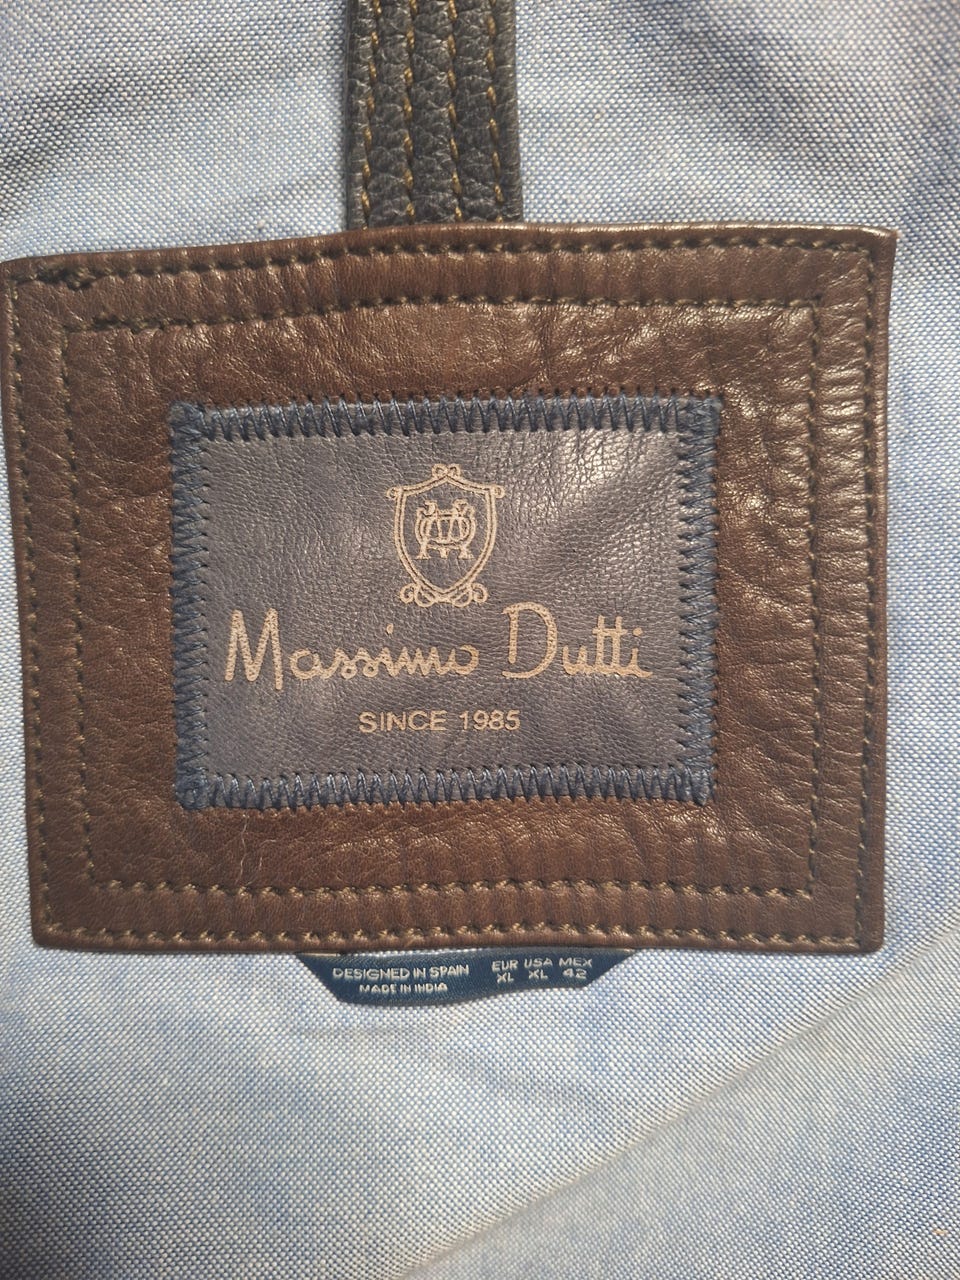 Massimo Dutti
SINCE 1985
DESIGNED IN SPAIN
MADE IN INDIA
EUR USA MEX
XL XL 42